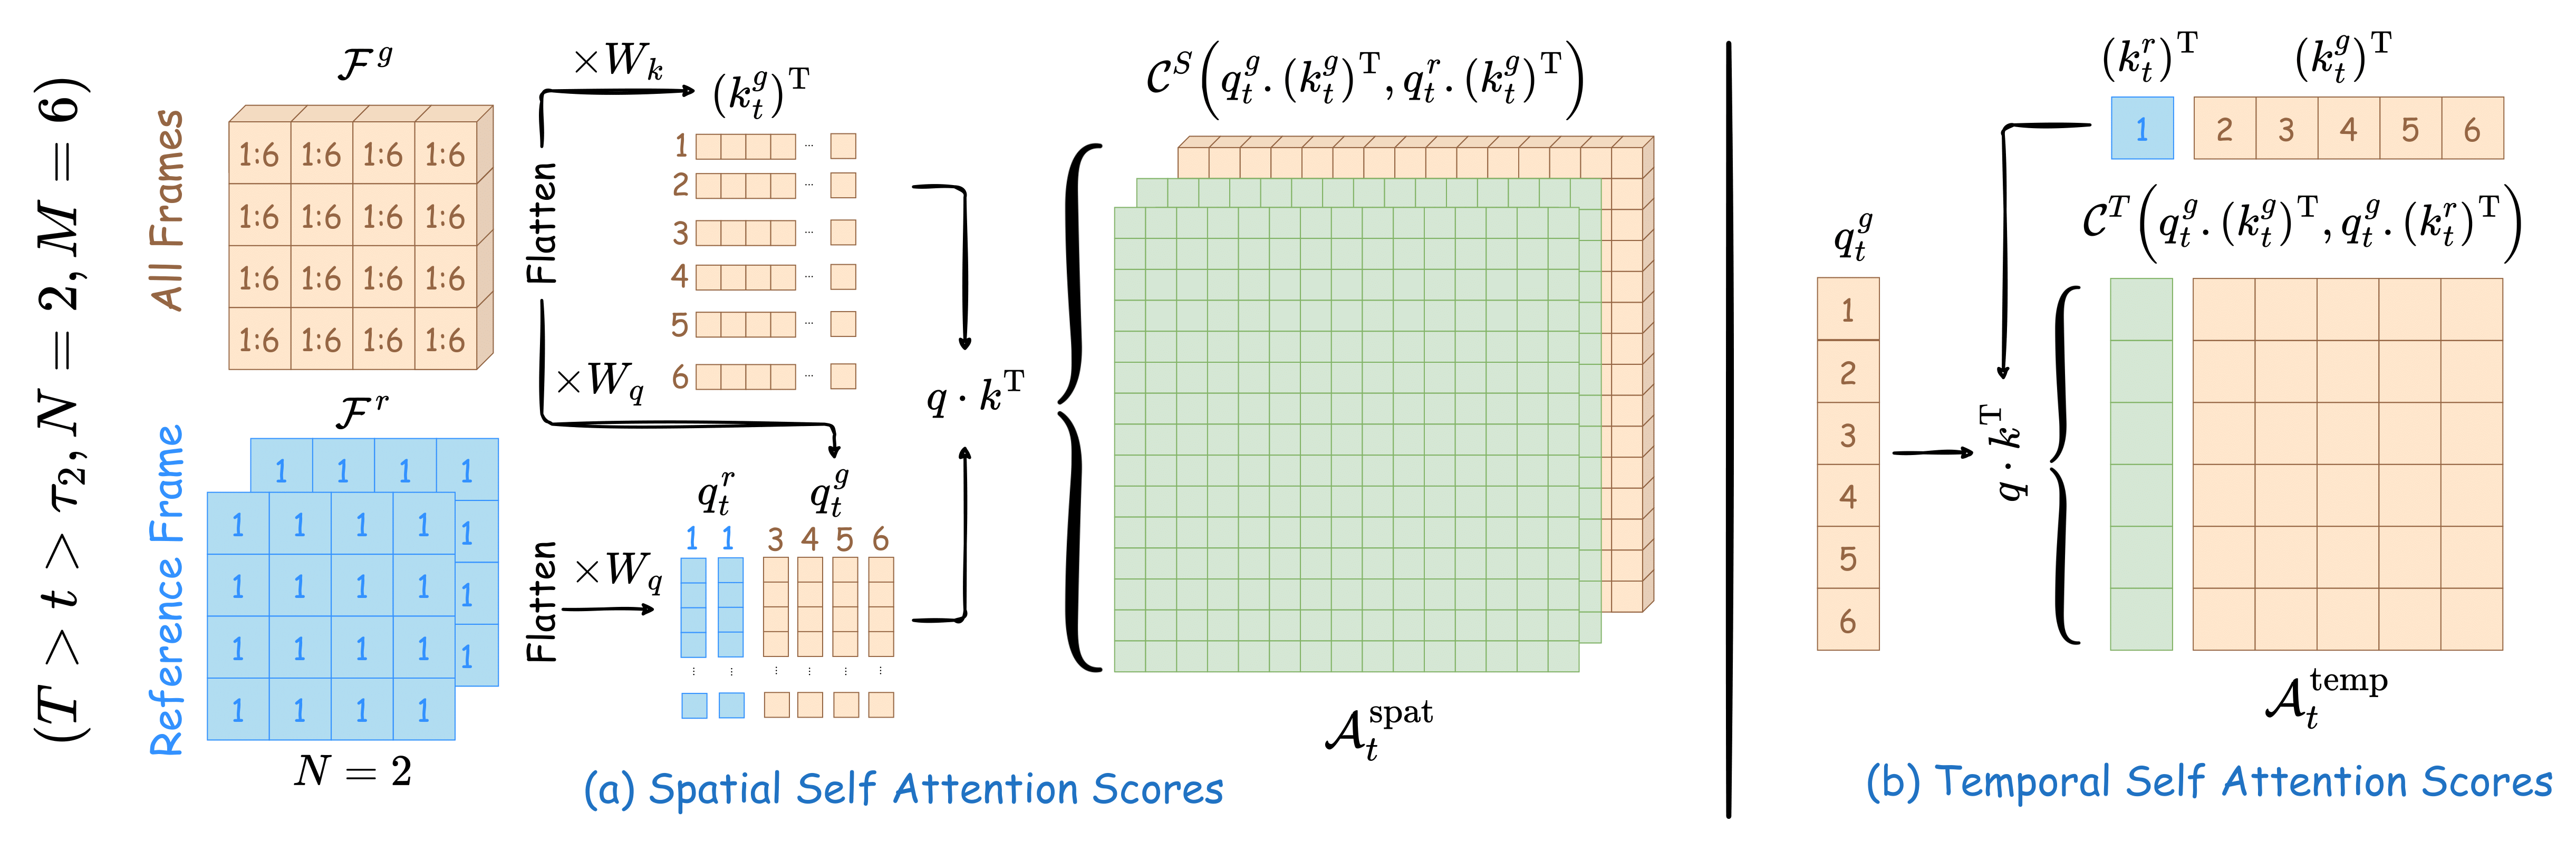 (T > t > τ₂, N = 2, M = 6)
All Frames
ℱᵍ
1:6 1:6 1:6 1:6
1:6 1:6 1:6 1:6
1:6 1:6 1:6 1:6
1:6 1:6 1:6 1:6
Reference Frame
ℱʳ
1 1 1 1
1 1 1 1 1
1 1 1 1 1
1 1 1 1 1
1 1 1 1
N = 2
Flatten
×W_k
×W_q
(k_t^g)^T
1 ...
2 ...
3 ...
4 ...
5 ...
6 ...
Flatten
×W_q
q_t^r q_t^g
1 1 3 4 5 6
q · k^T
𝒞^S(q_t^g.(k_t^g)^T, q_t^r.(k_t^g)^T)
𝒜_t^spat
(a) Spatial Self Attention Scores
(k_t^r)^T (k_t^g)^T
1 2 3 4 5 6
𝒞^T(q_t^g.(k_t^g)^T, q_t^g.(k_t^r)^T)
q_t^g
1
2
3
4
5
6
q · k^T
𝒜_t^temp
(b) Temporal Self Attention Scores